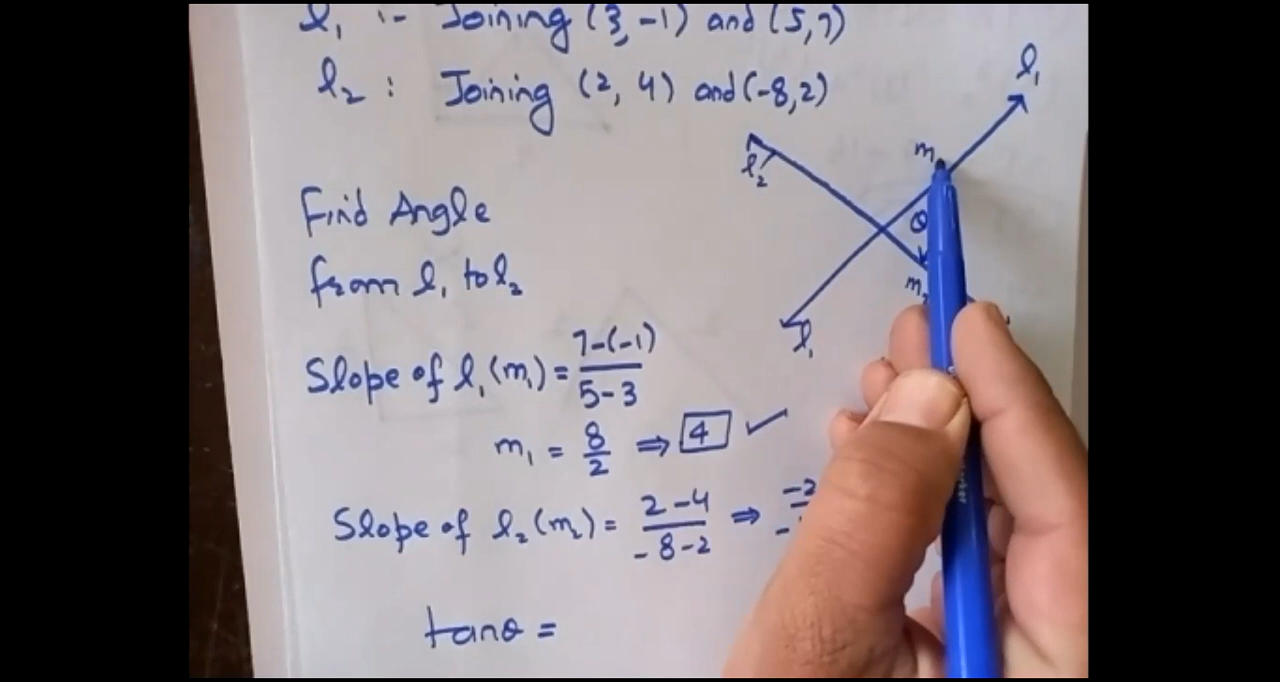 l₁ :- Joining (3, -1) and (5, 7)
l₂ : Joining (2, 4) and (-8, 2)
l₁
m
l₂
θ
Find Angle
from l₁ to l₂
m₂
l₁
Slope of l₁ (m₁) = 7-(-1) / 5-3
m₁ = 8/2 ⇒ 4 ✓
Slope of l₂ (m₂) = 2-4 / -8-2 ⇒ -2 / -
tanθ =